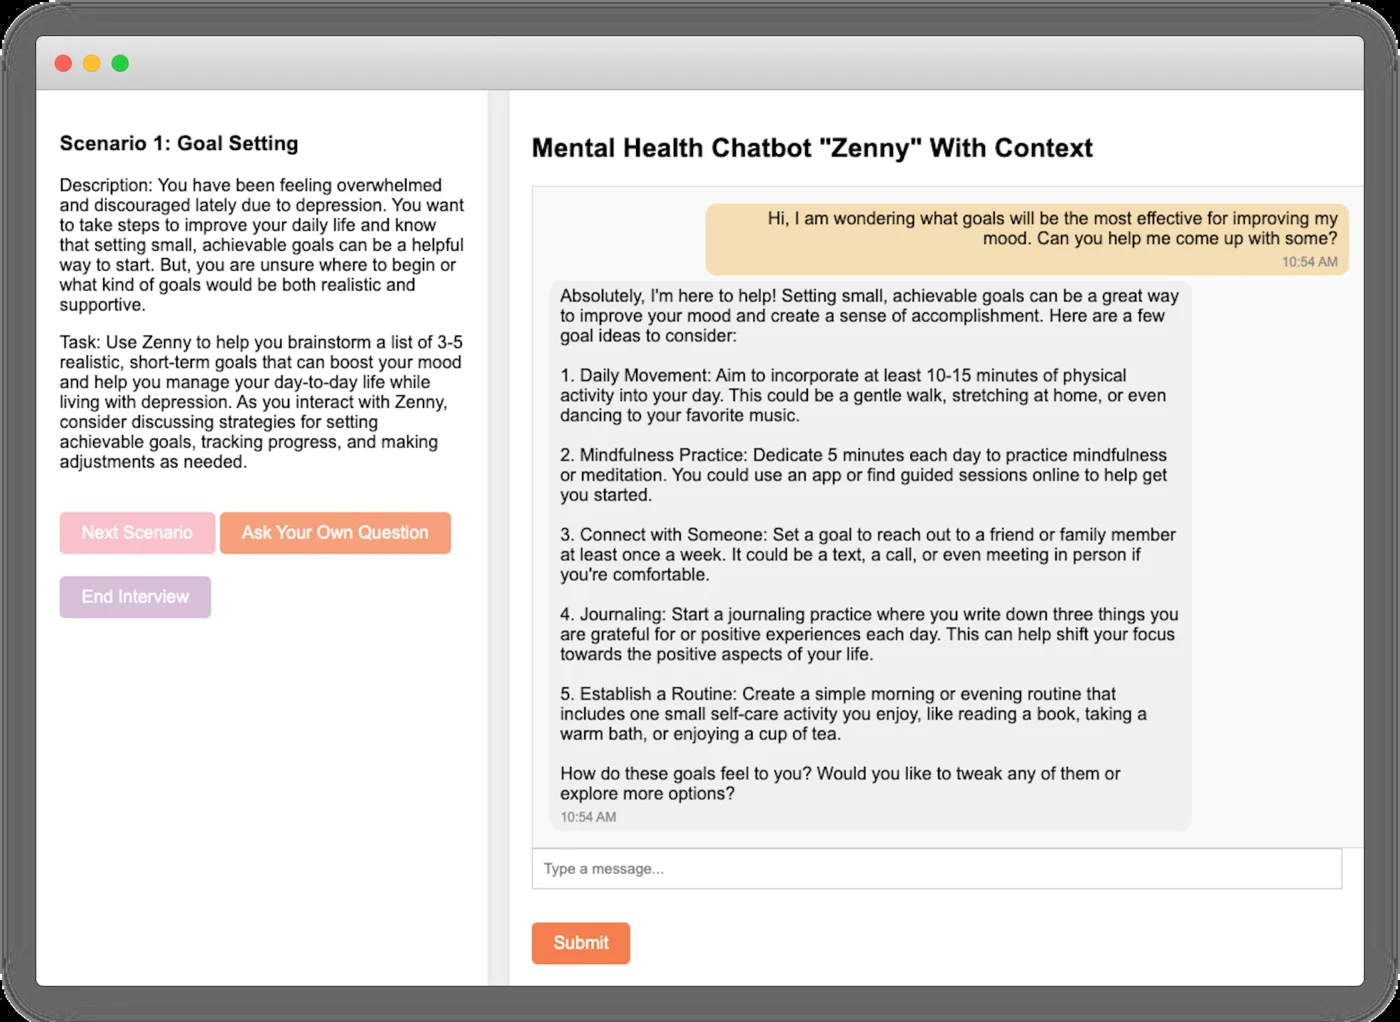 Scenario 1: Goal Setting
Description: You have been feeling overwhelmed
and discouraged lately due to depression. You want
to take steps to improve your daily life and know
that setting small, achievable goals can be a helpful
way to start. But, you are unsure where to begin or
what kind of goals would be both realistic and
supportive.
Task: Use Zenny to help you brainstorm a list of 3-5
realistic, short-term goals that can boost your mood
and help you manage your day-to-day life while
living with depression. As you interact with Zenny,
consider discussing strategies for setting
achievable goals, tracking progress, and making
adjustments as needed.
Next Scenario
Ask Your Own Question
End Interview
Mental Health Chatbot "Zenny" With Context
Hi, I am wondering what goals will be the most effective for improving my
mood. Can you help me come up with some?
10:54 AM
Absolutely, I'm here to help! Setting small, achievable goals can be a great way
to improve your mood and create a sense of accomplishment. Here are a few
goal ideas to consider:
1. Daily Movement: Aim to incorporate at least 10-15 minutes of physical
activity into your day. This could be a gentle walk, stretching at home, or even
dancing to your favorite music.
2. Mindfulness Practice: Dedicate 5 minutes each day to practice mindfulness
or meditation. You could use an app or find guided sessions online to help get
you started.
3. Connect with Someone: Set a goal to reach out to a friend or family member
at least once a week. It could be a text, a call, or even meeting in person if
you're comfortable.
4. Journaling: Start a journaling practice where you write down three things you
are grateful for or positive experiences each day. This can help shift your focus
towards the positive aspects of your life.
5. Establish a Routine: Create a simple morning or evening routine that
includes one small self-care activity you enjoy, like reading a book, taking a
warm bath, or enjoying a cup of tea.
How do these goals feel to you? Would you like to tweak any of them or
explore more options?
10:54 AM
Type a message...
Submit